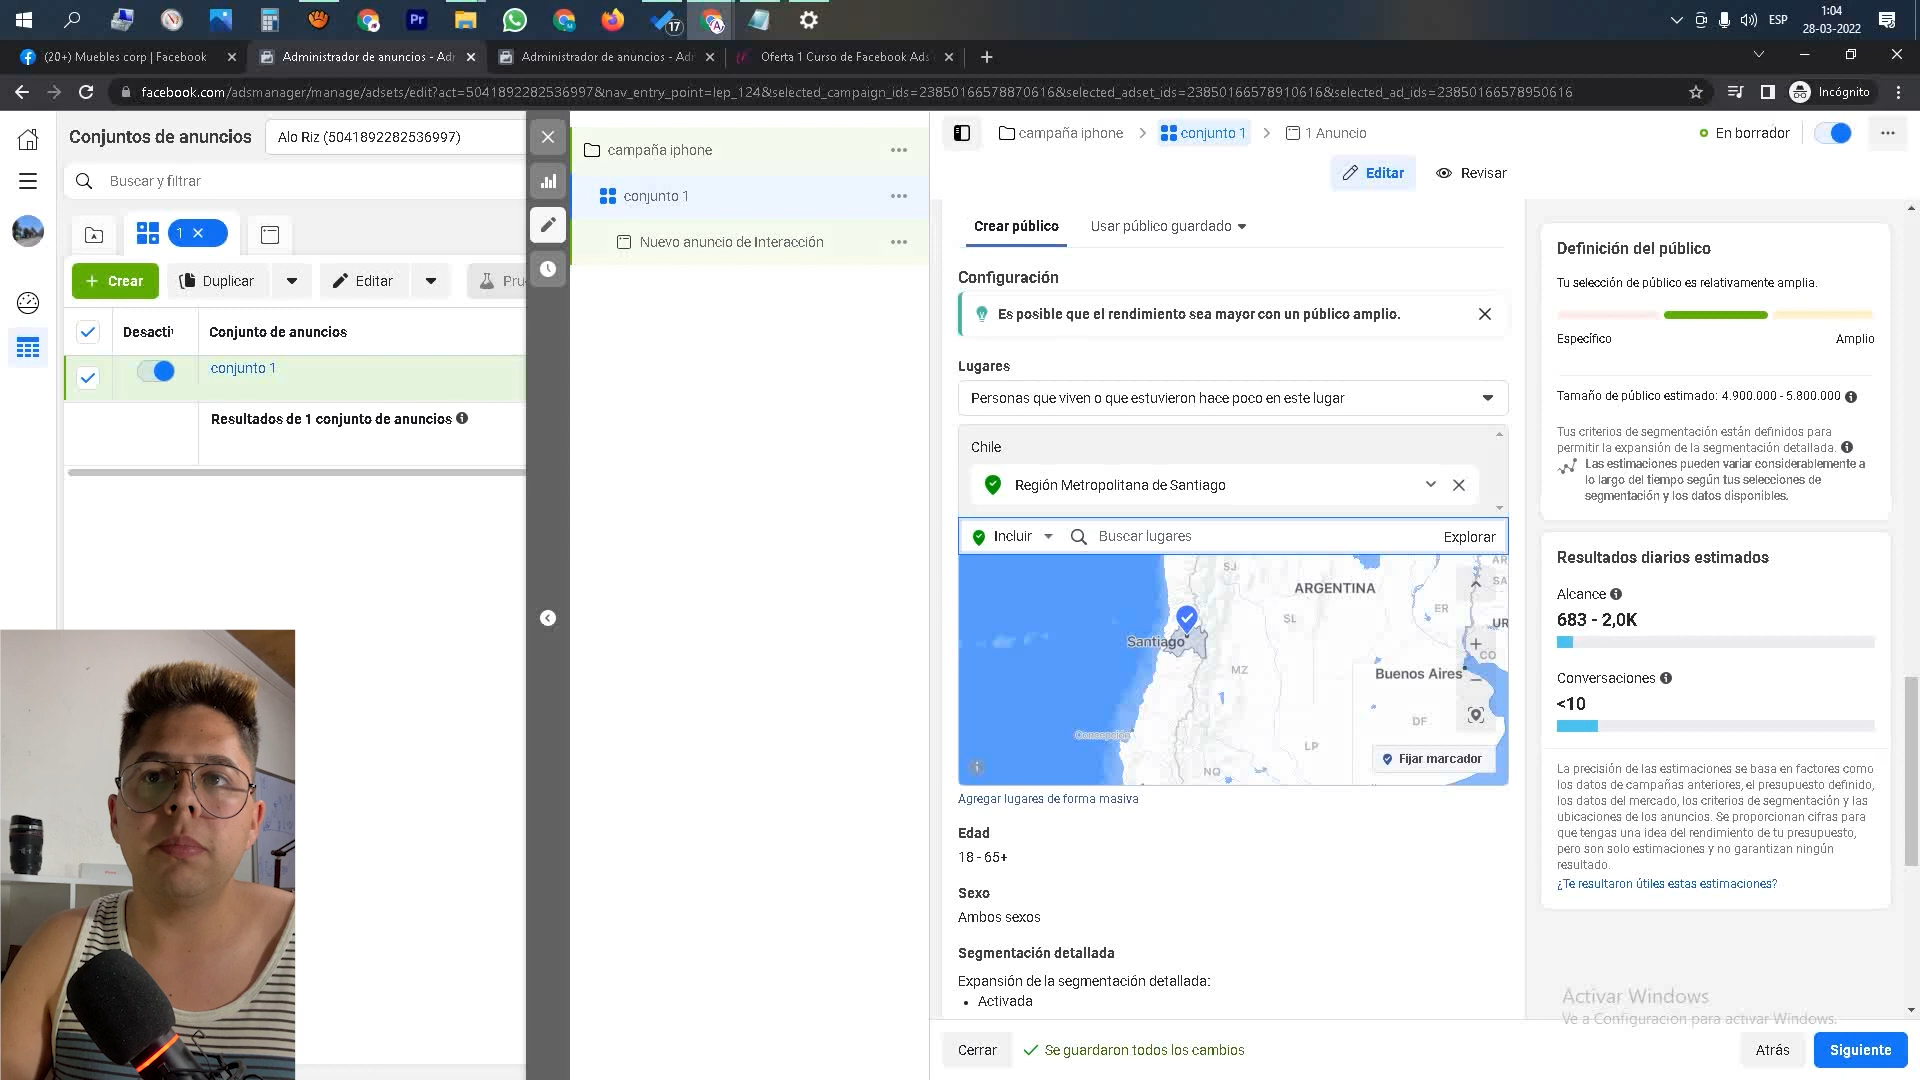 17
ESP
1:04
28-03-2022
(20+) Muebles corp | Facebook
Administrador de anuncios - Adr
Administrador de anuncios - Adr
Oferta 1 Curso de Facebook Ads
facebook.com/adsmanager/manage/adsets/edit?act=5041892282536997&nav_entry_point=lep_124&selected_campaign_ids=23850166578870616&selected_adset_ids=23850166578910616&selected_ad_ids=23850166578950616
Incógnito
Conjuntos de anuncios
Alo Riz (5041892282536997)
Buscar y filtrar
1
Crear
Duplicar
Editar
Pru
Desacti
Conjunto de anuncios
conjunto 1
Resultados de 1 conjunto de anuncios
campaña iphone
conjunto 1
Nuevo anuncio de Interacción
campaña iphone
conjunto 1
1 Anuncio
En borrador
Editar
Revisar
Crear público
Usar público guardado
Configuración
Es posible que el rendimiento sea mayor con un público amplio.
Lugares
Personas que viven o que estuvieron hace poco en este lugar
Chile
Región Metropolitana de Santiago
Incluir
Buscar lugares
Explorar
SJ
ARGENTINA
AR
SA
ER
SL
UR
Santiago
CO
MZ
Buenos Aires
DF
Concepción
LP
NQ
Fijar marcador
Agregar lugares de forma masiva
Edad
18 - 65+
Sexo
Ambos sexos
Segmentación detallada
Expansión de la segmentación detallada:
• Activada
Definición del público
Tu selección de público es relativamente amplia.
Específico
Amplio
Tamaño de público estimado: 4.900.000 - 5.800.000
Tus criterios de segmentación están definidos para
permitir la expansión de la segmentación detallada.
Las estimaciones pueden variar considerablemente a
lo largo del tiempo según tus selecciones de
segmentación y los datos disponibles.
Resultados diarios estimados
Alcance
683 - 2,0K
Conversaciones
<10
La precisión de las estimaciones se basa en factores como
los datos de campañas anteriores, el presupuesto definido,
los datos del mercado, los criterios de segmentación y las
ubicaciones de los anuncios. Se proporcionan cifras para
que tengas una idea del rendimiento de tu presupuesto,
pero son solo estimaciones y no garantizan ningún
resultado.
¿Te resultaron útiles estas estimaciones?
Activar Windows
Ve a Configuración para activar Windows.
Cerrar
Se guardaron todos los cambios
Atrás
Siguiente